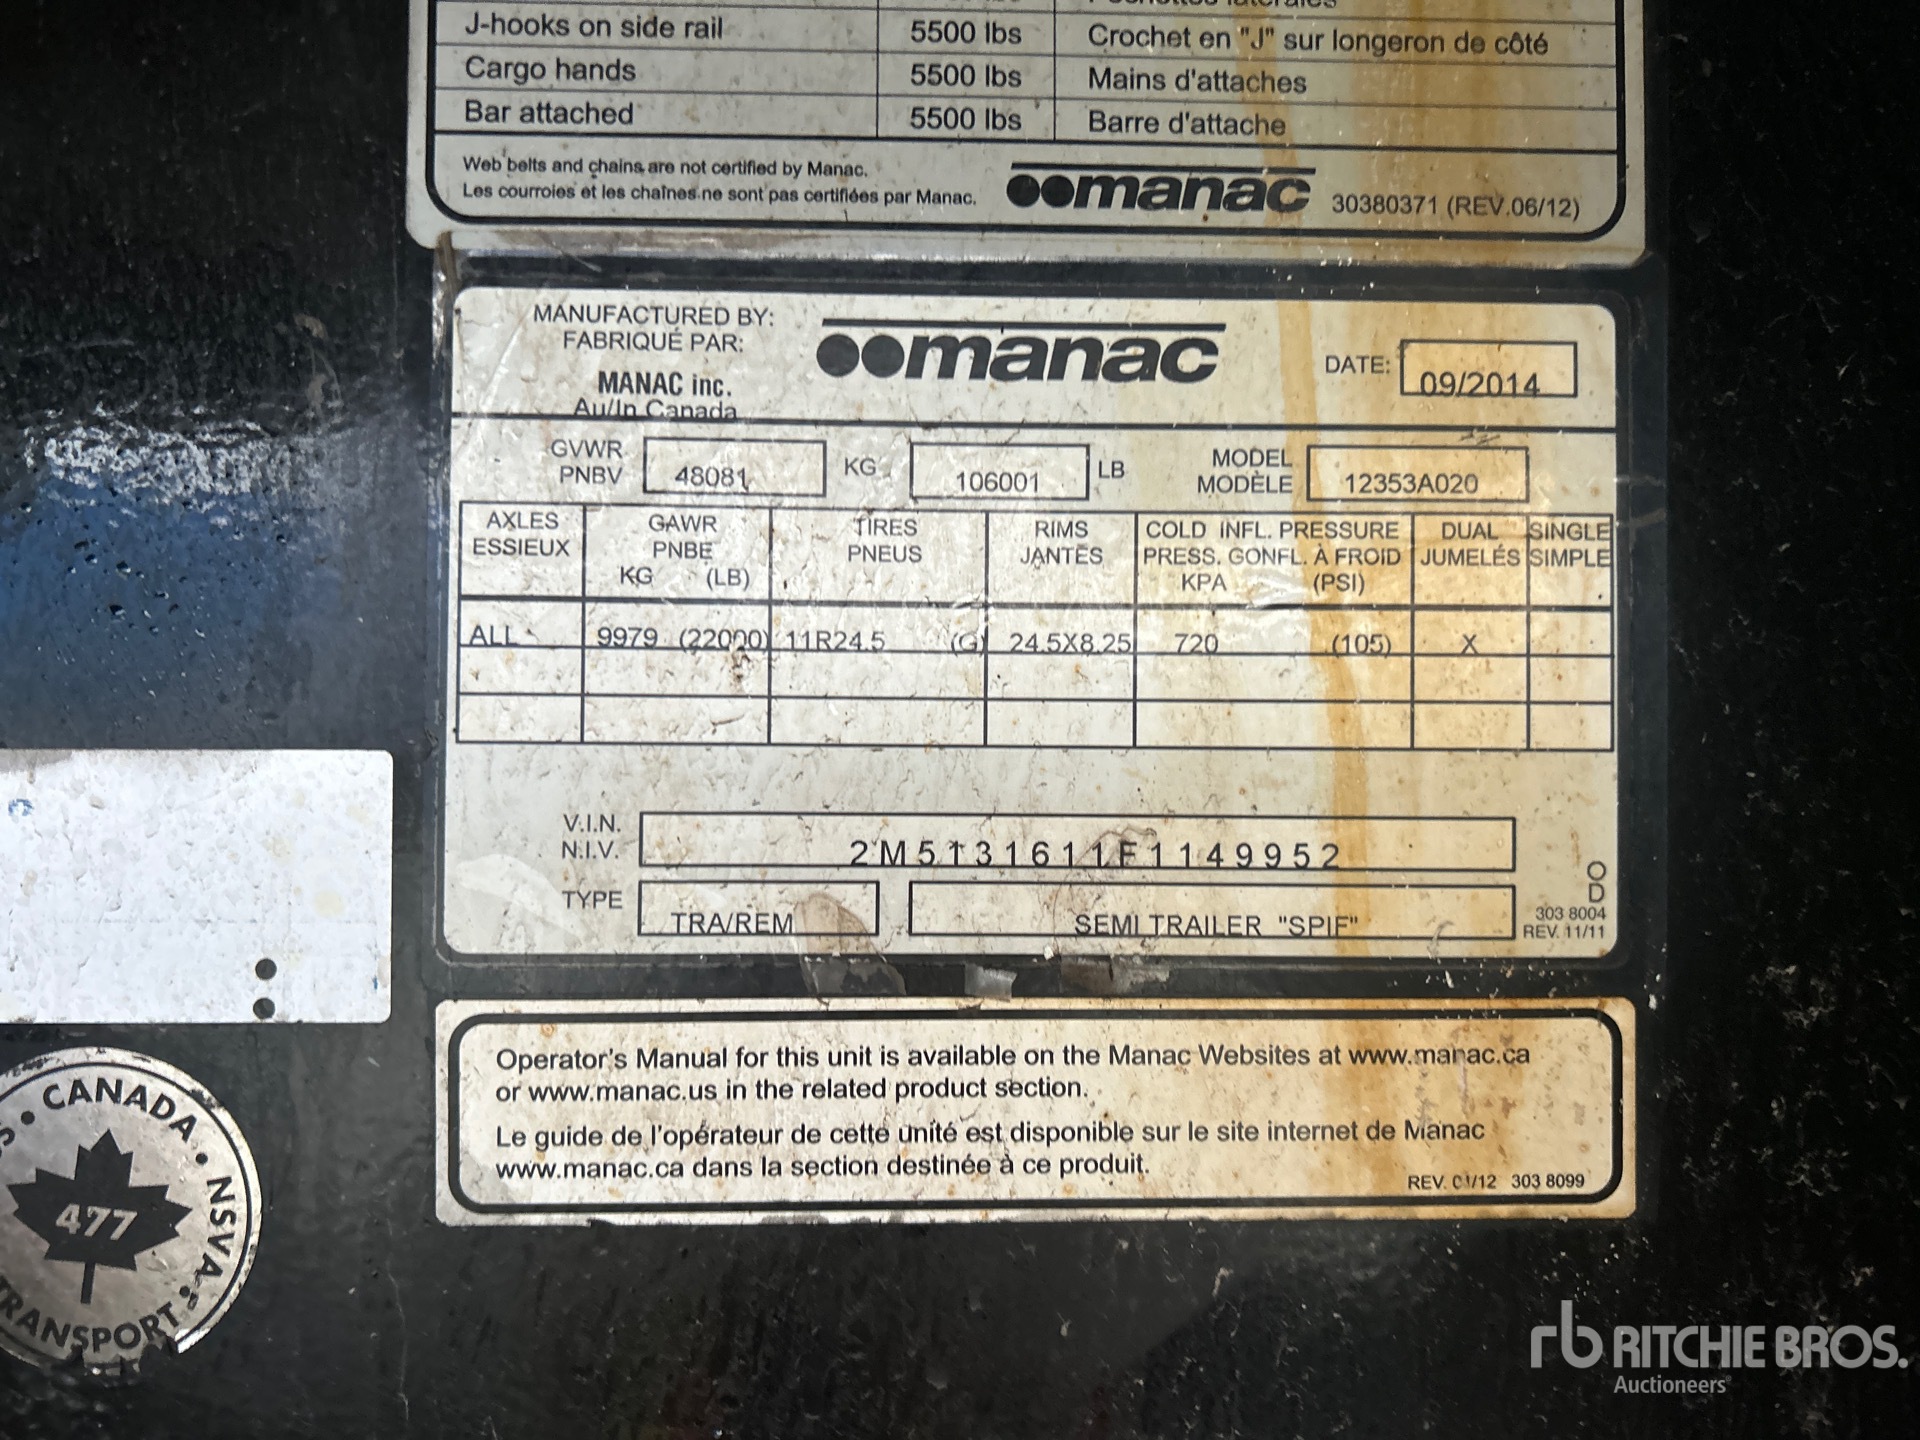 J-hooks on side rail 5500 lbs Crochet en "J" sur longeron de côté
Cargo hands 5500 lbs Mains d'attaches
Bar attached 5500 lbs Barre d'attache
Web belts and chains are not certified by Manac.
Les courroies et les chaînes ne sont pas certifiées par Manac.
manac 30380371 (REV.06/12)
MANUFACTURED BY:
FABRIQUÉ PAR:
MANAC inc.
Au/In Canada
manac
DATE: 09/2014
GVWR
PNBV 48081 KG 106001 LB
MODEL
MODÈLE 12353A020
AXLES
ESSIEUX
GAWR
PNBE
KG (LB)
TIRES
PNEUS
RIMS
JANTES
COLD INFL. PRESSURE
PRESS. GONFL. À FROID
KPA (PSI)
DUAL
JUMELÉS
SINGLE
SIMPLE
ALL 9979 (22000) 11R24.5 (G) 24.5X8.25 720 (105) X
V.I.N.
N.I.V. 2M5131611F1149952
TYPE TRA/REM SEMI TRAILER "SPIF"
OD
303 8004
REV. 11/11
Operator's Manual for this unit is available on the Manac Websites at www.manac.ca
or www.manac.us in the related product section.
Le guide de l'opérateur de cette unité est disponible sur le site internet de Manac
www.manac.ca dans la section destinée à ce produit.
REV. 01/12 303 8099
CANADA • NSVA
477
TRANSPORT
rb RITCHIE BROS.
Auctioneers